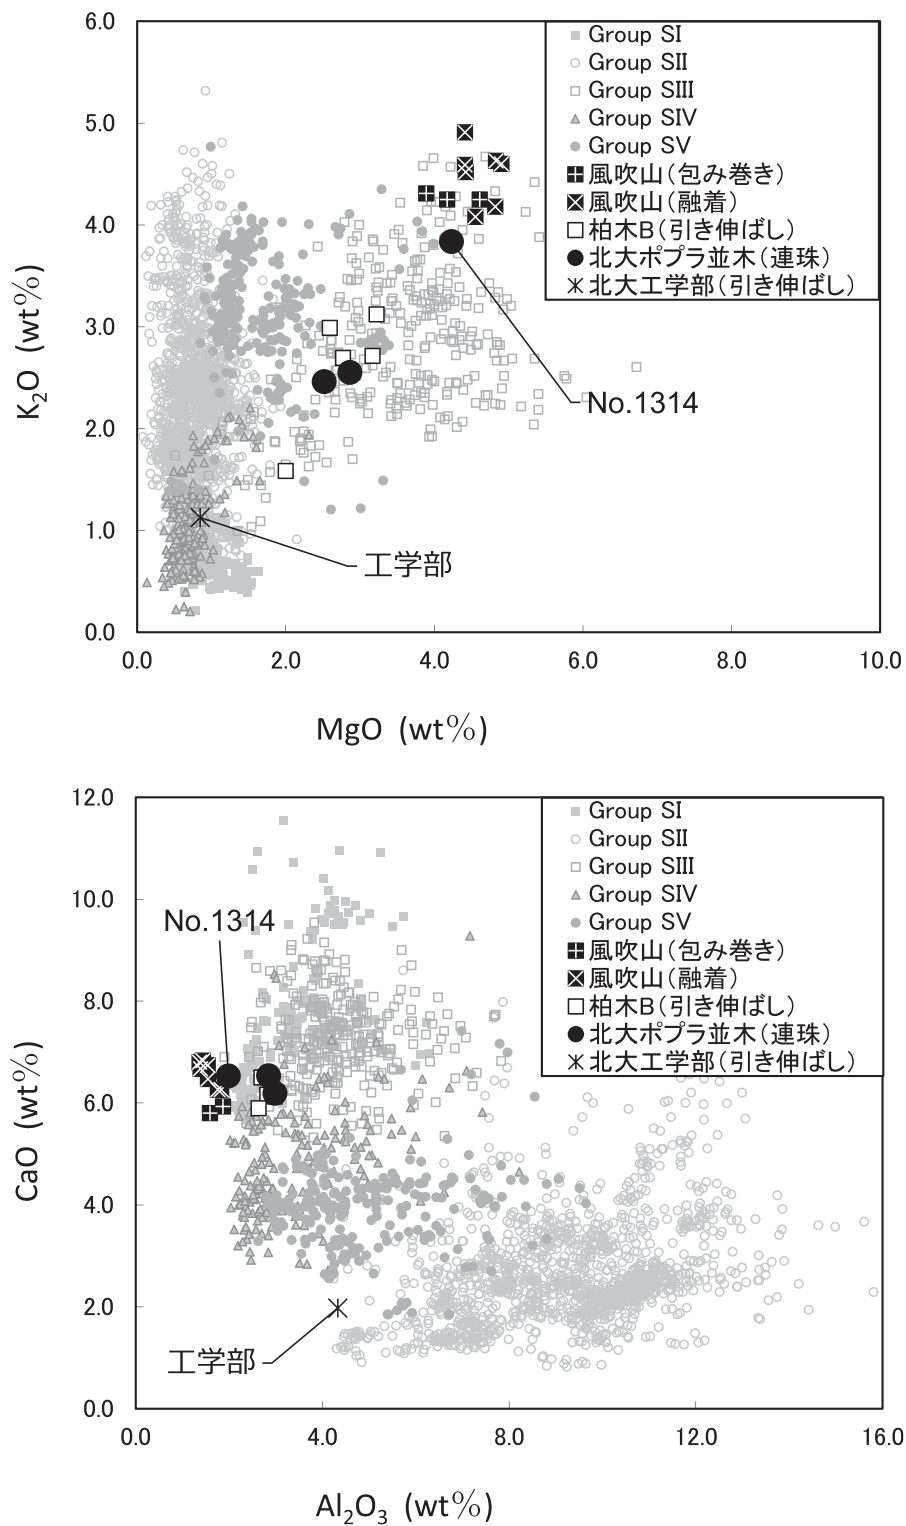 6.0
5.0
4.0
3.0
2.0
1.0
0.0
K2O (wt%)
Group SI
Group SII
Group SIII
Group SIV
Group SV
風吹山(包み巻き)
風吹山(融着)
柏木B(引き伸ばし)
北大ポプラ並木(連珠)
北大工学部(引き伸ばし)
No.1314
工学部
0.0 2.0 4.0 6.0 8.0 10.0
MgO (wt%)
12.0
10.0
8.0
6.0
4.0
2.0
0.0
CaO (wt%)
Group SI
Group SII
Group SIII
Group SIV
Group SV
風吹山(包み巻き)
風吹山(融着)
柏木B(引き伸ばし)
北大ポプラ並木(連珠)
北大工学部(引き伸ばし)
No.1314
工学部
0.0 4.0 8.0 12.0 16.0
Al2O3 (wt%)